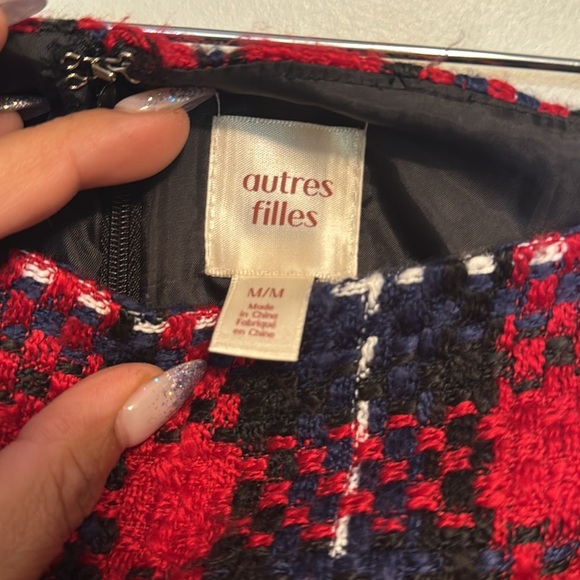 autres
filles
M/M
Made
in China
Fabriqué
en Chine